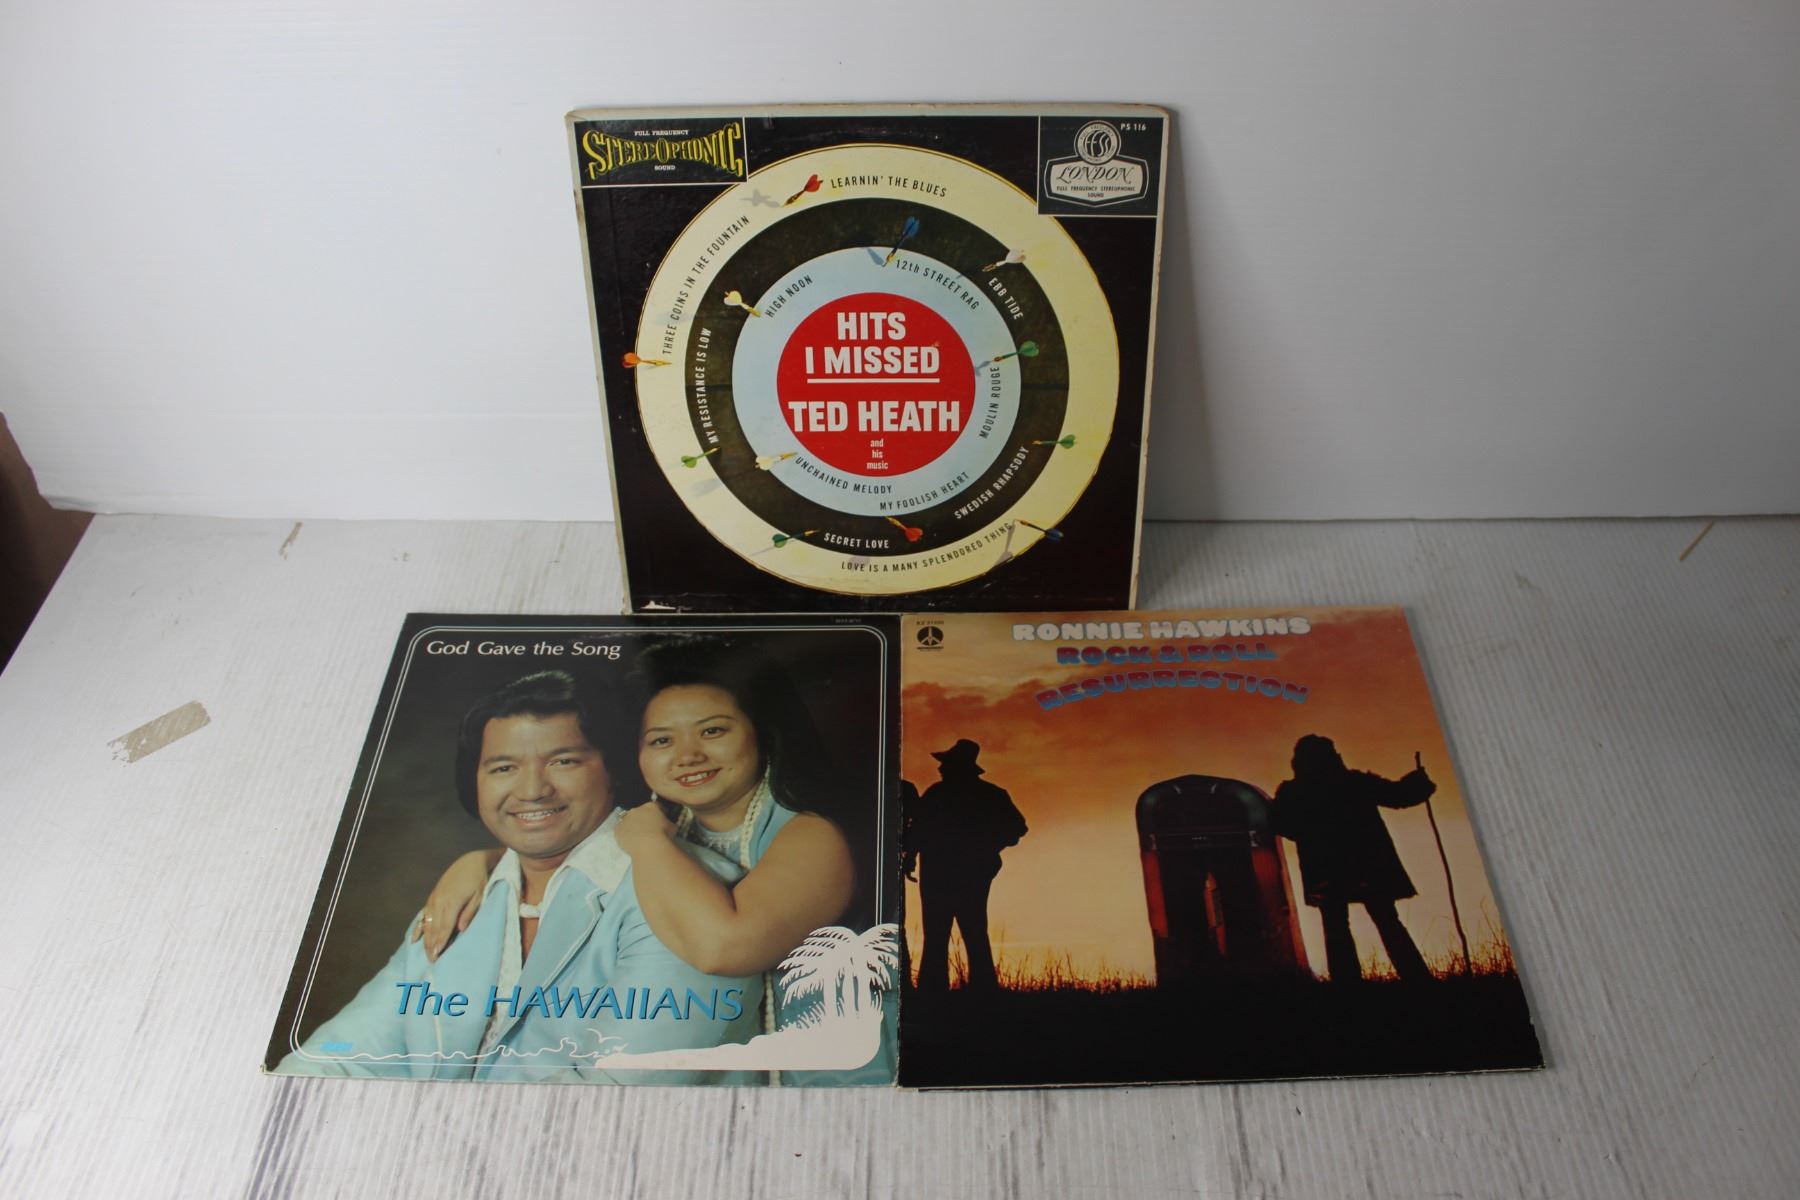 FULL FREQUENCY
STEREOPHONIC
SOUND
PS 116
FFSS
LONDON
FULL FREQUENCY STEREOPHONIC
SOUND
LEARNIN' THE BLUES
THREE COINS IN THE FOUNTAIN
12th STREET RAG
EBB TIDE
HIGH NOON
MY RESISTANCE IS LOW
HITS
I MISSED
TED HEATH
and
his
music
MOULIN ROUGE
UNCHAINED MELODY
MY FOOLISH HEART
SWEDISH RHAPSODY
SECRET LOVE
LOVE IS A MANY SPLENDORED THING
God Gave the Song
The HAWAIIANS
RONNIE HAWKINS
ROCK & ROLL
RESURRECTION